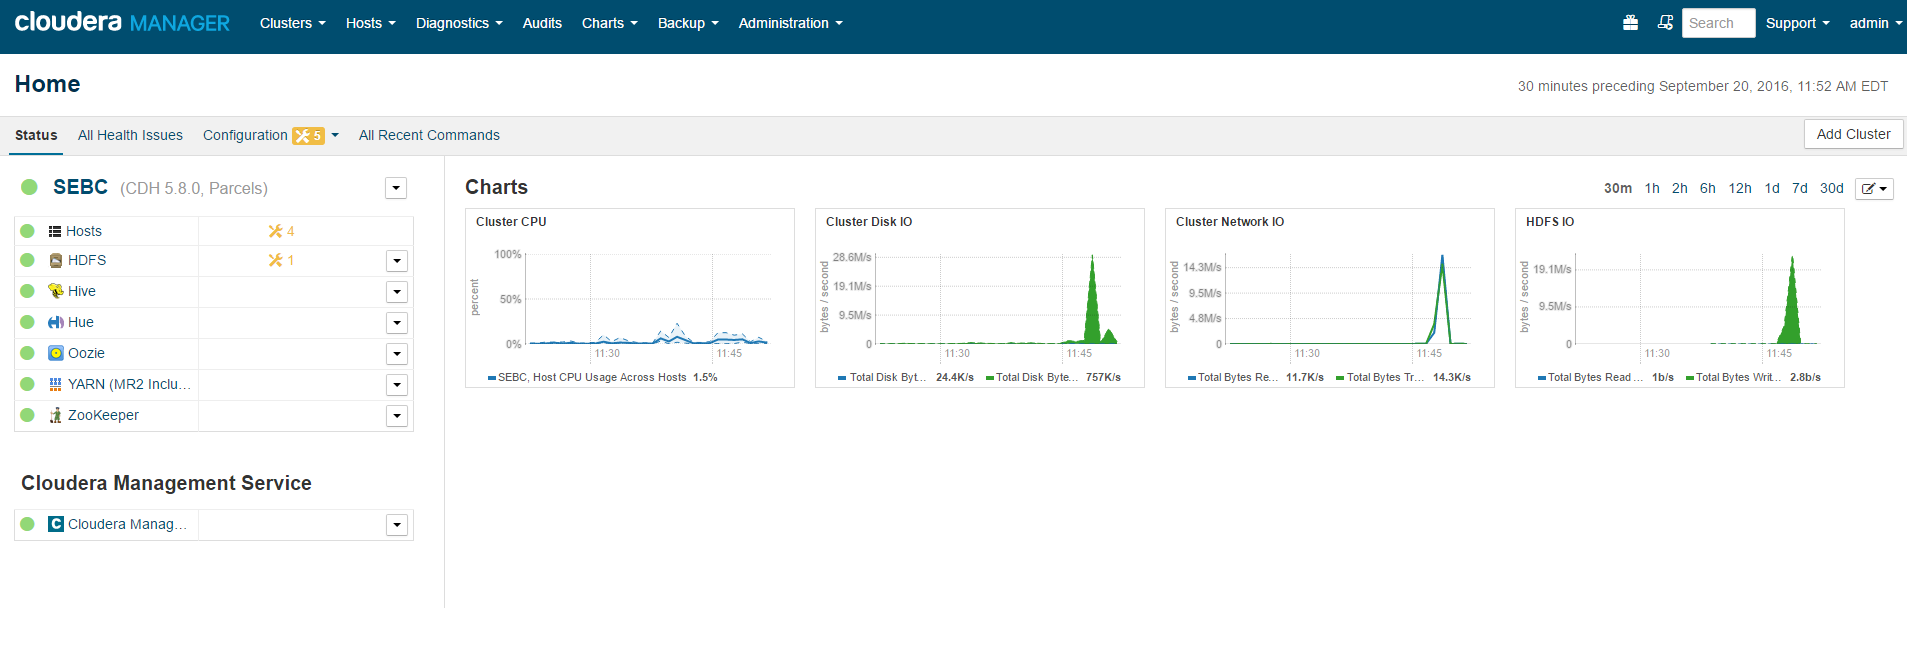 cloudera MANAGER Clusters Hosts Diagnostics Audits Charts Backup Administration Search Support admin
Home
30 minutes preceding September 20, 2016, 11:52 AM EDT
Status All Health Issues Configuration 5 All Recent Commands Add Cluster
SEBC (CDH 5.8.0, Parcels)
Hosts 4
HDFS 1
Hive
Hue
Oozie
YARN (MR2 Inclu...
ZooKeeper
Cloudera Management Service
C Cloudera Manag...
Charts
30m 1h 2h 6h 12h 1d 7d 30d
Cluster CPU
percent
100%
50%
0%
11:30 11:45
SEBC, Host CPU Usage Across Hosts 1.5%
Cluster Disk IO
bytes / second
28.6M/s
19.1M/s
9.5M/s
0
11:30 11:45
Total Disk Byt... 24.4K/s Total Disk Byte... 757K/s
Cluster Network IO
bytes / second
14.3M/s
9.5M/s
4.8M/s
0
11:30 11:45
Total Bytes Re... 11.7K/s Total Bytes Tr... 14.3K/s
HDFS IO
bytes / second
19.1M/s
9.5M/s
0
11:30 11:45
Total Bytes Read ... 1b/s Total Bytes Writ... 2.8b/s